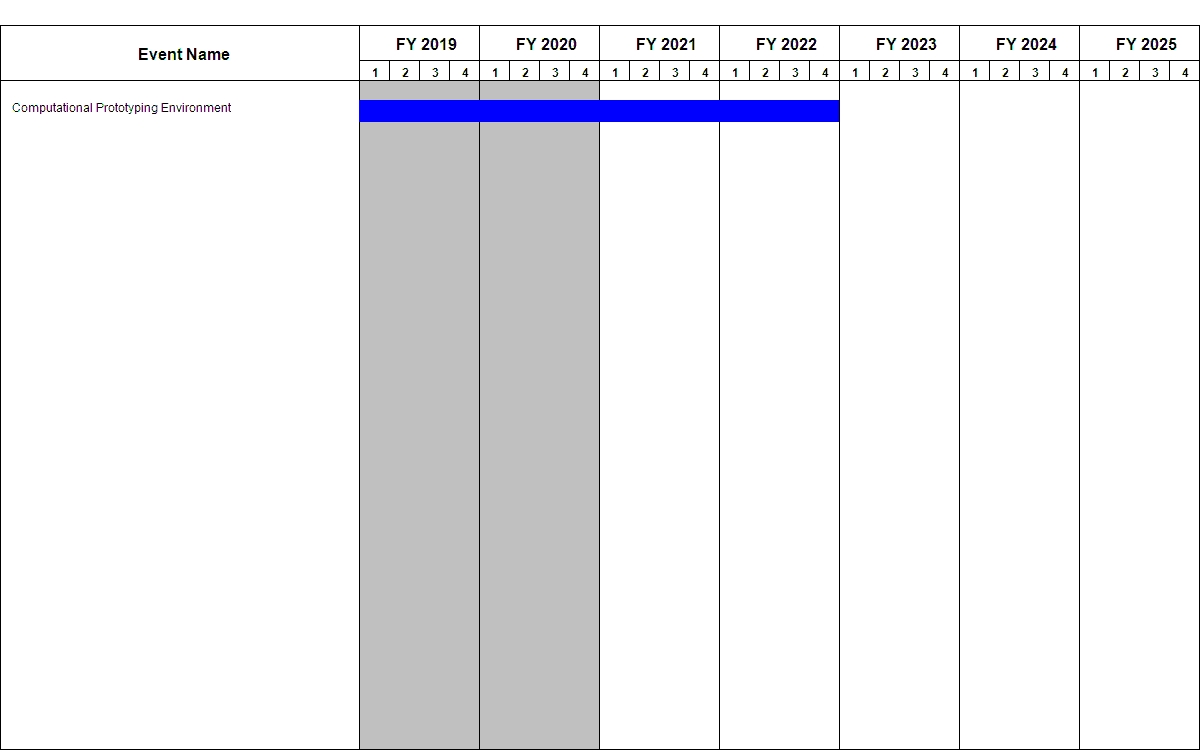 Event Name
FY 2019 FY 2020 FY 2021 FY 2022 FY 2023 FY 2024 FY 2025
1 2 3 4 1 2 3 4 1 2 3 4 1 2 3 4 1 2 3 4 1 2 3 4 1 2 3 4
Computational Prototyping Environment